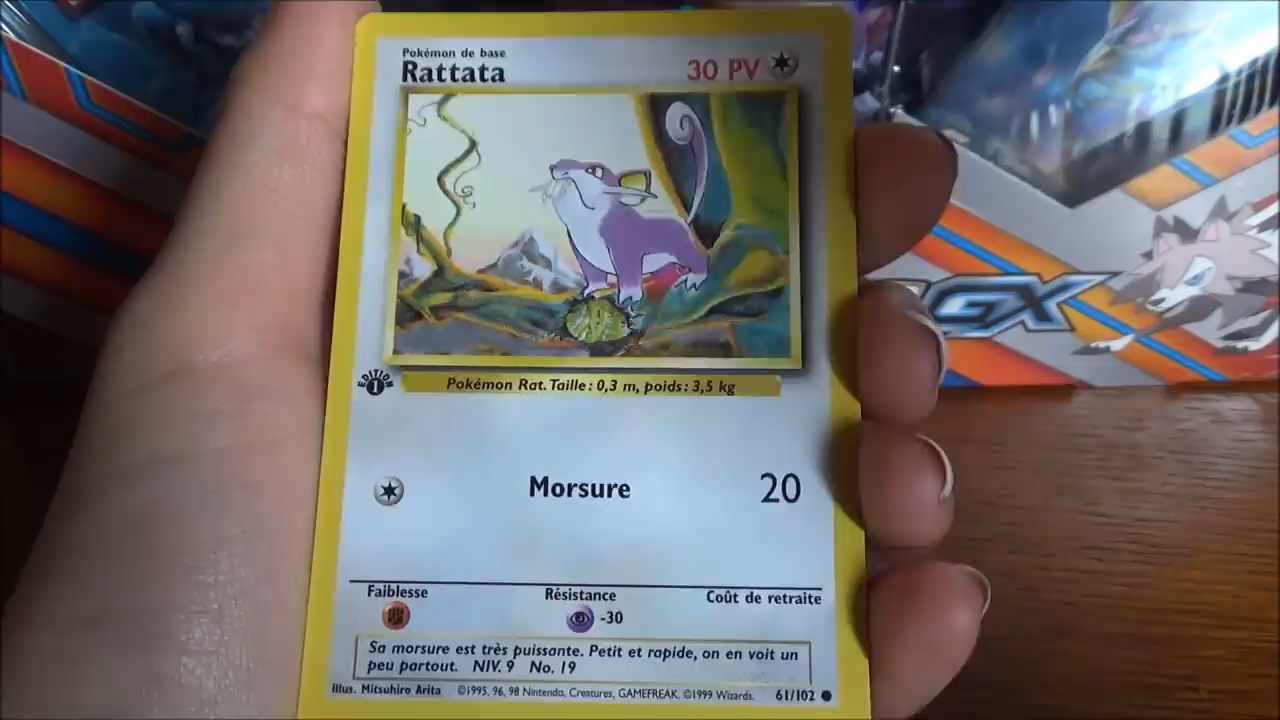 Pokémon de base
Rattata
30 PV
GX
EDITION
1
Pokémon Rat. Taille : 0,3 m, poids : 3,5 kg
Morsure 20
Faiblesse Résistance Coût de retraite
-30
Sa morsure est très puissante. Petit et rapide, on en voit un
peu partout. NIV. 9 No. 19
Illus. Mitsuhiro Arita ©1995, 96, 98 Nintendo, Creatures, GAMEFREAK. ©1999 Wizards. 61/102